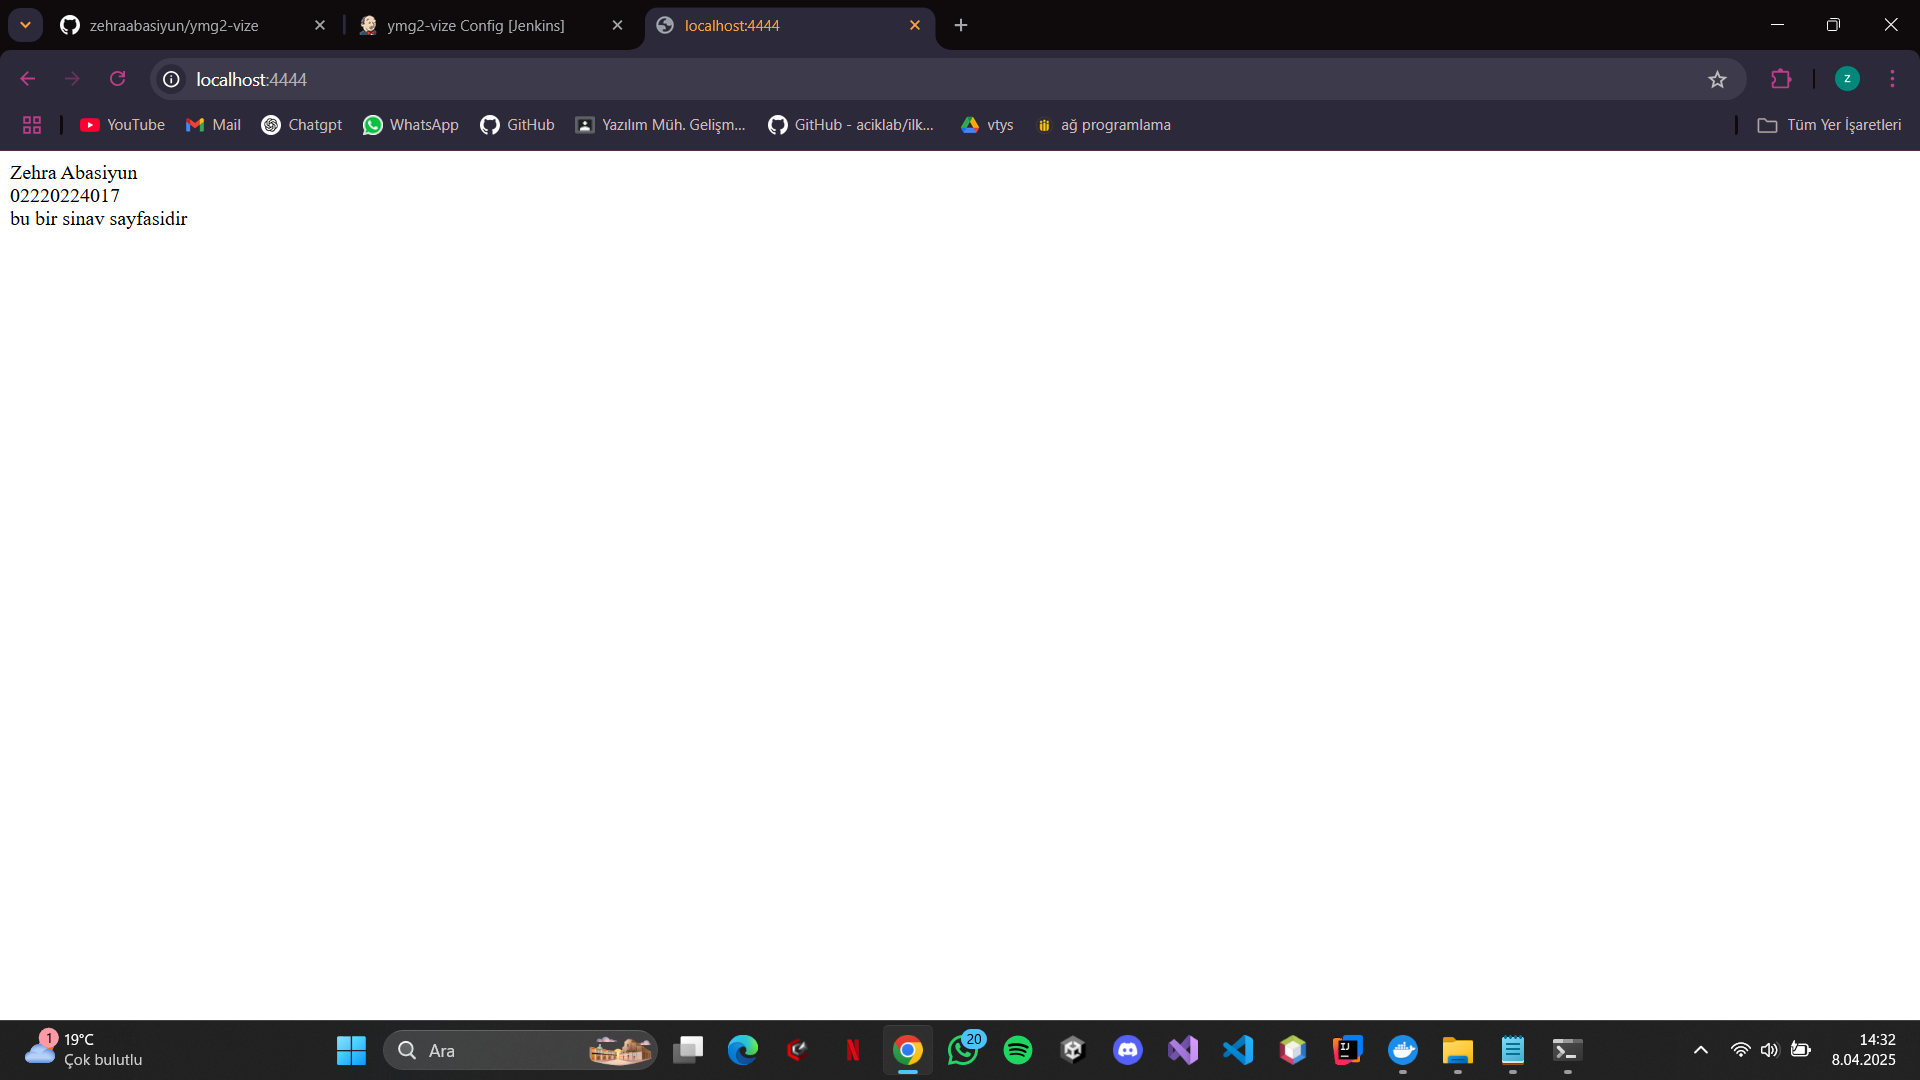 zehraabasiyun/ymg2-vize
ymg2-vize Config [Jenkins]
localhost:4444
localhost:4444
z
YouTube
Mail
Chatgpt
WhatsApp
GitHub
Yazılım Müh. Gelişm...
GitHub - aciklab/ilk...
vtys
ağ programlama
Tüm Yer İşaretleri
Zehra Abasiyun
02220224017
bu bir sinav sayfasidir
1
19°C
Çok bulutlu
Ara
N
20
IJ
14:32
8.04.2025